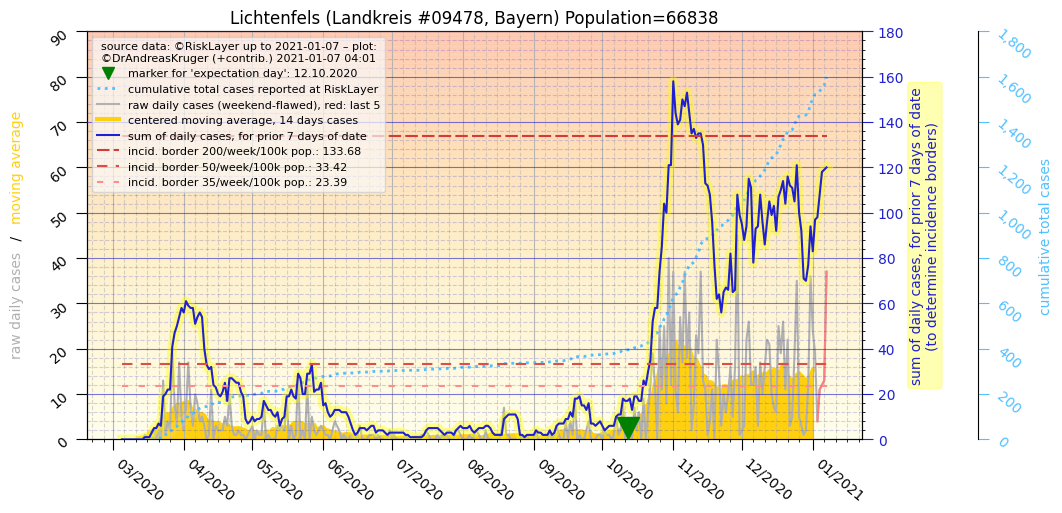 Lichtenfels (Landkreis #09478, Bayern) Population=66838
source data: ©RiskLayer up to 2021-01-07 – plot:
©DrAndreasKruger (+contrib.) 2021-01-07 04:01
marker for 'expectation day': 12.10.2020
cumulative total cases reported at RiskLayer
raw daily cases (weekend-flawed), red: last 5
centered moving average, 14 days cases
sum of daily cases, for prior 7 days of date
incid. border 200/week/100k pop.: 133.68
incid. border 50/week/100k pop.: 33.42
incid. border 35/week/100k pop.: 23.39
raw daily cases / moving average
90
80
70
60
50
40
30
20
10
0
03/2020
04/2020
05/2020
06/2020
07/2020
08/2020
09/2020
10/2020
11/2020
12/2020
01/2021
180
160
140
120
100
80
60
40
20
0
sum of daily cases, for prior 7 days of date
(to determine incidence borders)
1,800
1,600
1,400
1,200
1,000
800
600
400
200
0
cumulative total cases